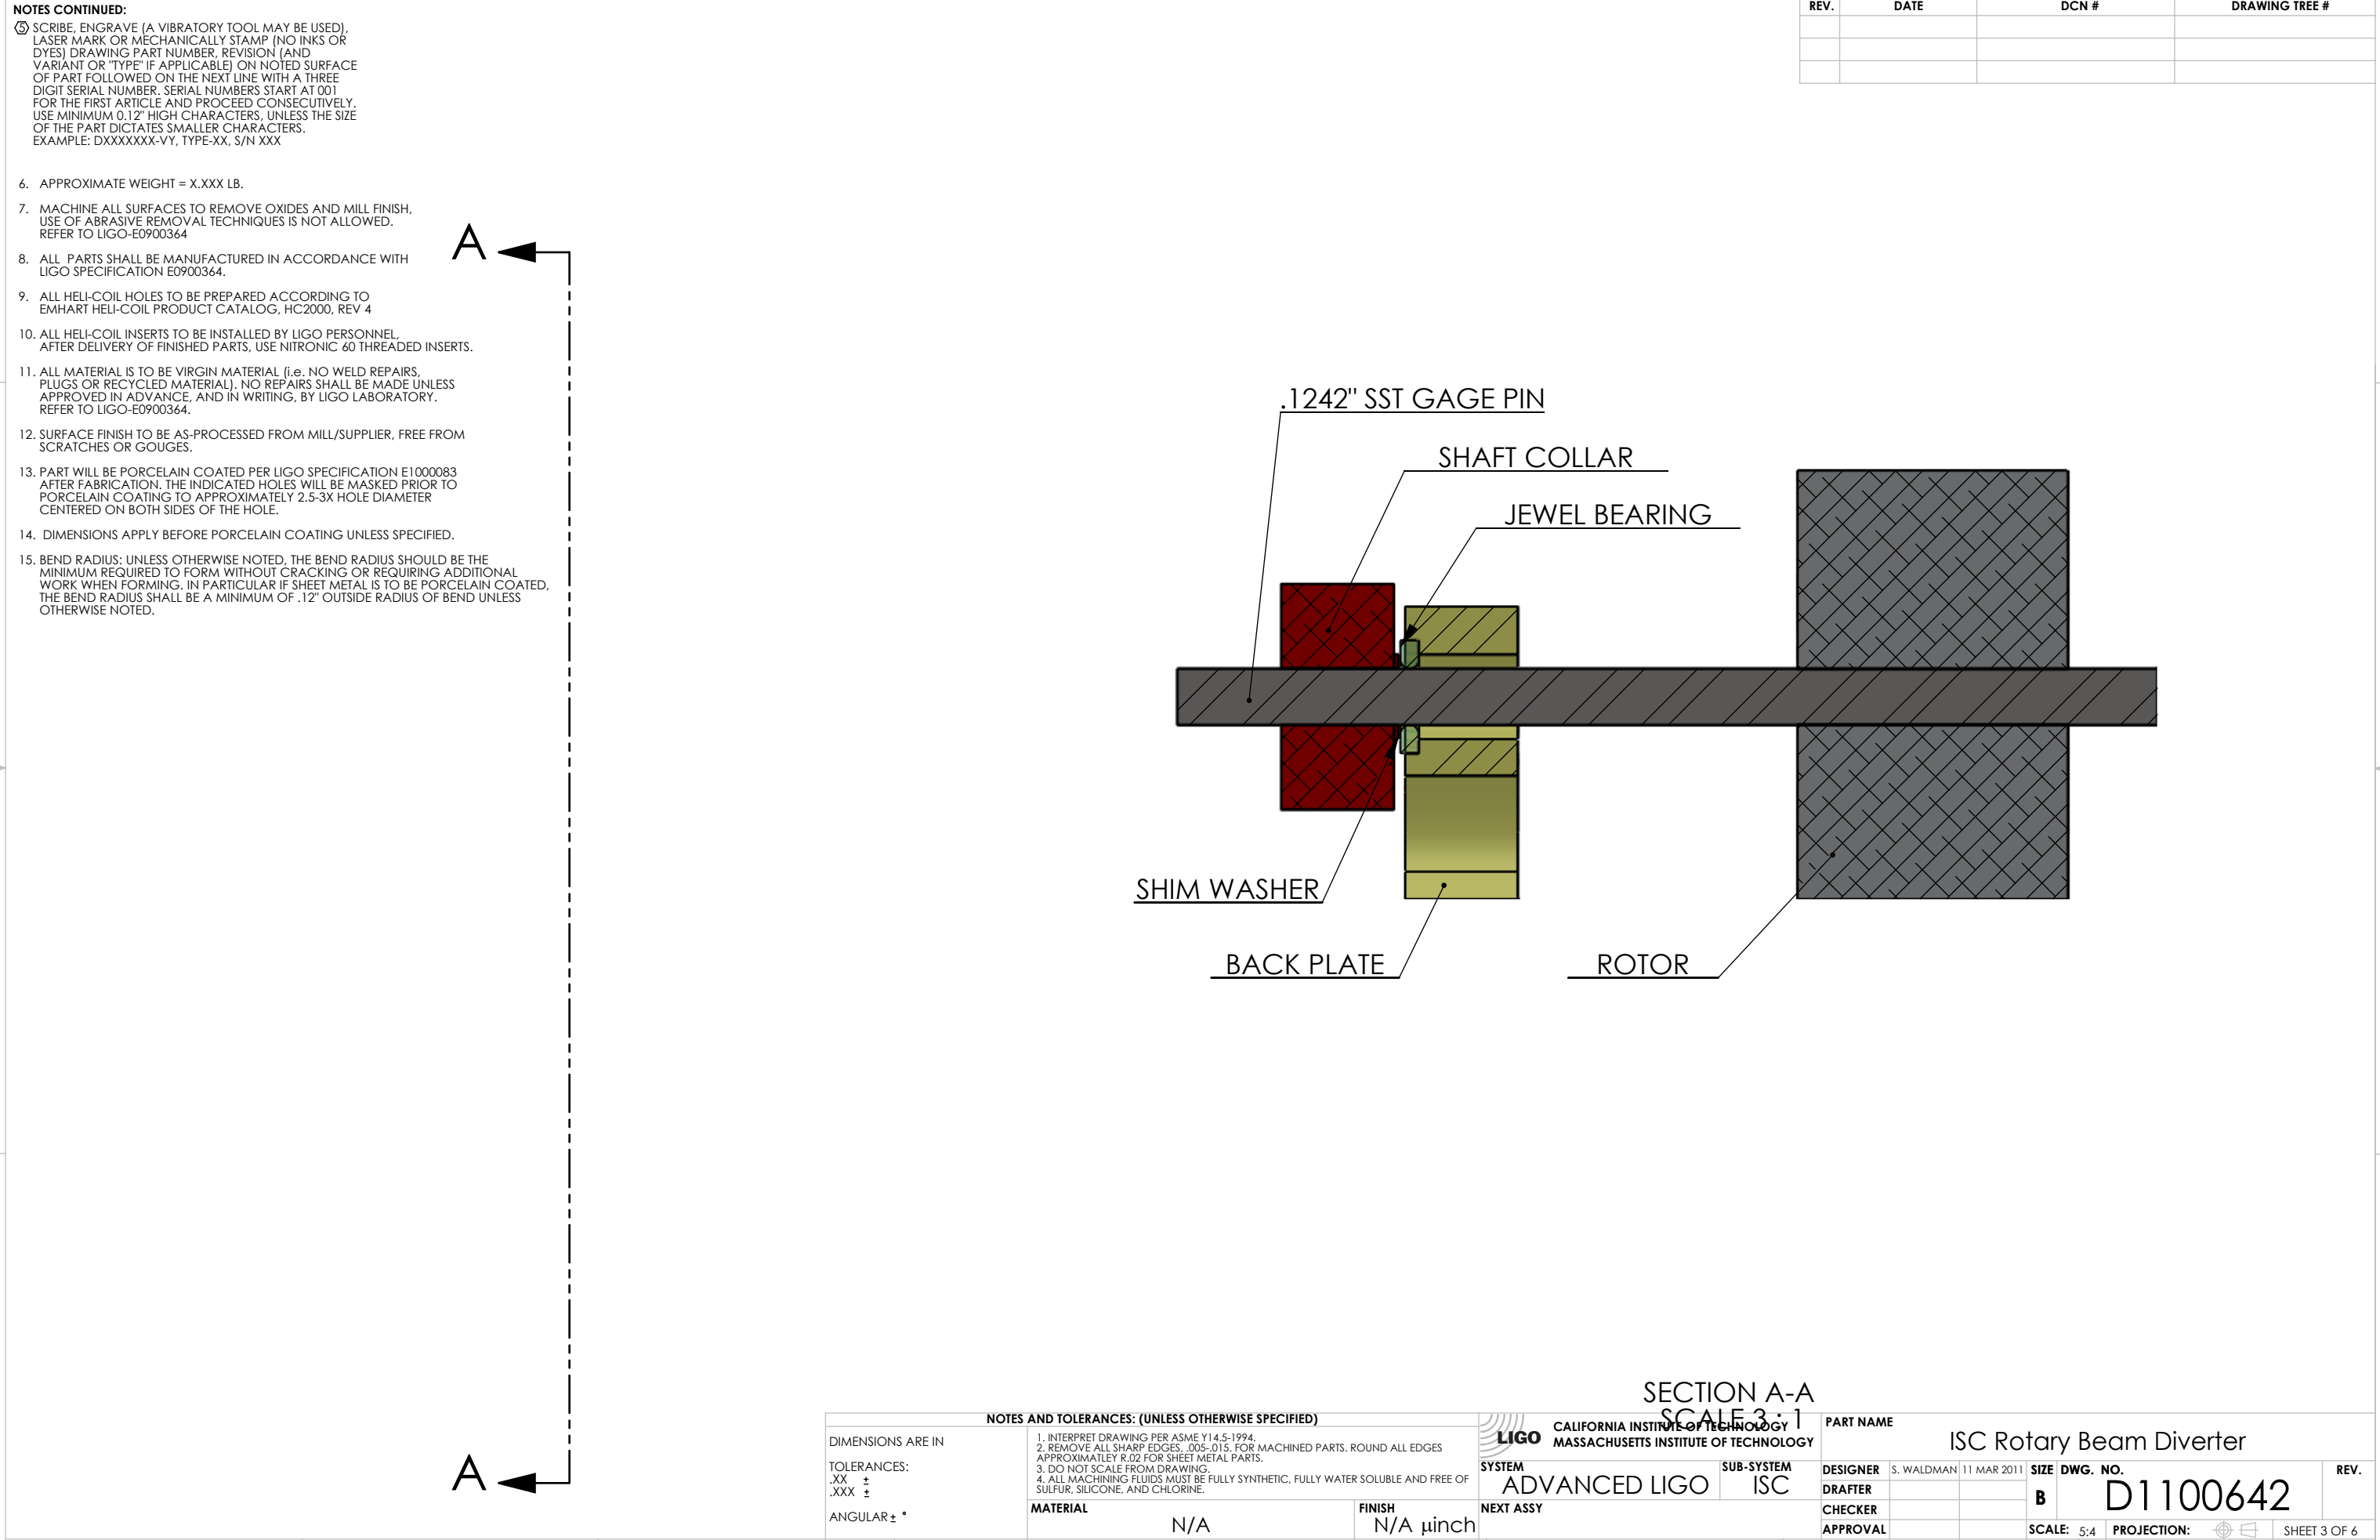 NOTES CONTINUED:
5 SCRIBE, ENGRAVE (A VIBRATORY TOOL MAY BE USED),
LASER MARK OR MECHANICALLY STAMP (NO INKS OR
DYES) DRAWING PART NUMBER, REVISION (AND
VARIANT OR "TYPE" IF APPLICABLE) ON NOTED SURFACE
OF PART FOLLOWED ON THE NEXT LINE WITH A THREE
DIGIT SERIAL NUMBER. SERIAL NUMBERS START AT 001
FOR THE FIRST ARTICLE AND PROCEED CONSECUTIVELY.
USE MINIMUM 0.12" HIGH CHARACTERS, UNLESS THE SIZE
OF THE PART DICTATES SMALLER CHARACTERS.
EXAMPLE: DXXXXXXX-VY, TYPE-XX, S/N XXX
6. APPROXIMATE WEIGHT = X.XXX LB.
7. MACHINE ALL SURFACES TO REMOVE OXIDES AND MILL FINISH,
USE OF ABRASIVE REMOVAL TECHNIQUES IS NOT ALLOWED.
REFER TO LIGO-E0900364
8. ALL PARTS SHALL BE MANUFACTURED IN ACCORDANCE WITH
LIGO SPECIFICATION E0900364.
9. ALL HELI-COIL HOLES TO BE PREPARED ACCORDING TO
EMHART HELI-COIL PRODUCT CATALOG, HC2000, REV 4
10. ALL HELI-COIL INSERTS TO BE INSTALLED BY LIGO PERSONNEL,
AFTER DELIVERY OF FINISHED PARTS, USE NITRONIC 60 THREADED INSERTS.
11. ALL MATERIAL IS TO BE VIRGIN MATERIAL (i.e. NO WELD REPAIRS,
PLUGS OR RECYCLED MATERIAL). NO REPAIRS SHALL BE MADE UNLESS
APPROVED IN ADVANCE, AND IN WRITING, BY LIGO LABORATORY.
REFER TO LIGO-E0900364.
12. SURFACE FINISH TO BE AS-PROCESSED FROM MILL/SUPPLIER, FREE FROM
SCRATCHES OR GOUGES.
13. PART WILL BE PORCELAIN COATED PER LIGO SPECIFICATION E1000083
AFTER FABRICATION. THE INDICATED HOLES WILL BE MASKED PRIOR TO
PORCELAIN COATING TO APPROXIMATELY 2.5-3X HOLE DIAMETER
CENTERED ON BOTH SIDES OF THE HOLE.
14. DIMENSIONS APPLY BEFORE PORCELAIN COATING UNLESS SPECIFIED.
15. BEND RADIUS: UNLESS OTHERWISE NOTED, THE BEND RADIUS SHOULD BE THE
MINIMUM REQUIRED TO FORM WITHOUT CRACKING OR REQUIRING ADDITIONAL
WORK WHEN FORMING. IN PARTICULAR IF SHEET METAL IS TO BE PORCELAIN COATED,
THE BEND RADIUS SHALL BE A MINIMUM OF .12" OUTSIDE RADIUS OF BEND UNLESS
OTHERWISE NOTED.
REV. DATE DCN # DRAWING TREE #
A
.1242" SST GAGE PIN
SHAFT COLLAR
JEWEL BEARING
SHIM WASHER
BACK PLATE
ROTOR
A
SECTION A-A
SCALE 3 : 1
NOTES AND TOLERANCES: (UNLESS OTHERWISE SPECIFIED)
DIMENSIONS ARE IN
TOLERANCES:
.XX ±
.XXX ±
ANGULAR ± °
1. INTERPRET DRAWING PER ASME Y14.5-1994.
2. REMOVE ALL SHARP EDGES, .005-.015. FOR MACHINED PARTS. ROUND ALL EDGES
APPROXIMATLEY R.02 FOR SHEET METAL PARTS.
3. DO NOT SCALE FROM DRAWING.
4. ALL MACHINING FLUIDS MUST BE FULLY SYNTHETIC, FULLY WATER SOLUBLE AND FREE OF
SULFUR, SILICONE, AND CHLORINE.
MATERIAL
N/A
FINISH
N/A µinch
LIGO
CALIFORNIA INSTITUTE OF TECHNOLOGY
MASSACHUSETTS INSTITUTE OF TECHNOLOGY
SYSTEM
ADVANCED LIGO
SUB-SYSTEM
ISC
NEXT ASSY
PART NAME
ISC Rotary Beam Diverter
DESIGNER S. WALDMAN 11 MAR 2011
DRAFTER
CHECKER
APPROVAL
SIZE
B
DWG. NO.
D1100642
REV.
SCALE: 5:4
PROJECTION:
SHEET 3 OF 6